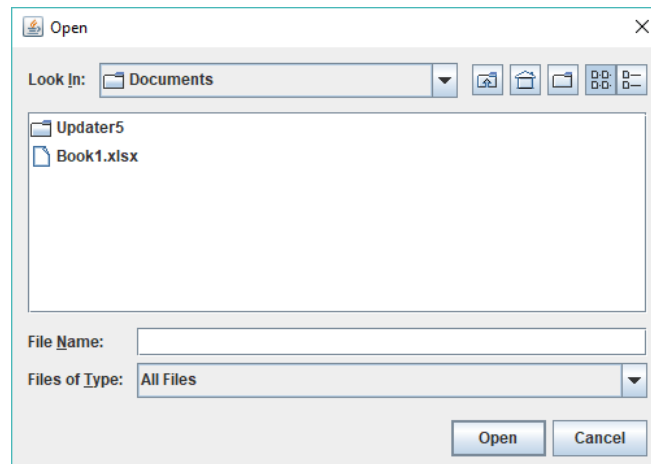 Open
Look In: Documents
Updater5
Book1.xlsx
File Name:
Files of Type: All Files
Open Cancel